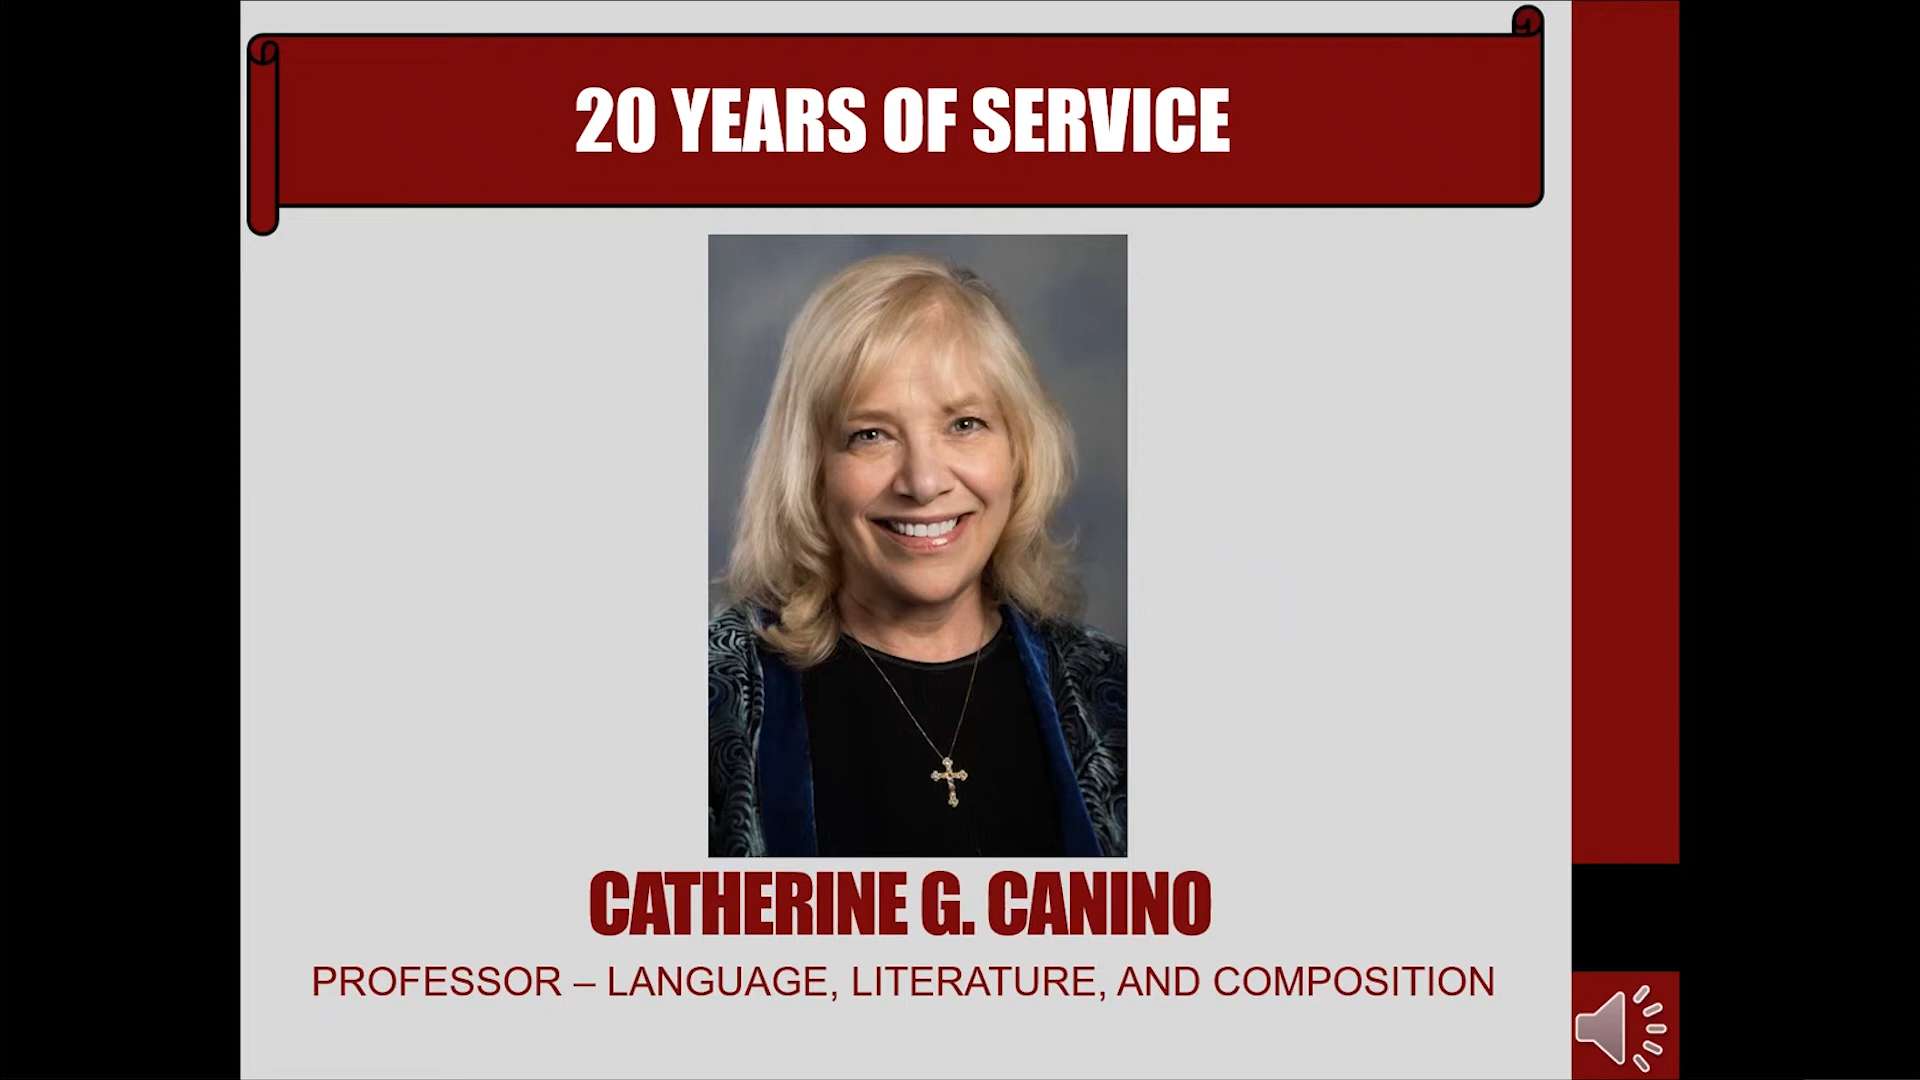 20 YEARS OF SERVICE
CATHERINE G. CANINO
PROFESSOR – LANGUAGE, LITERATURE, AND COMPOSITION